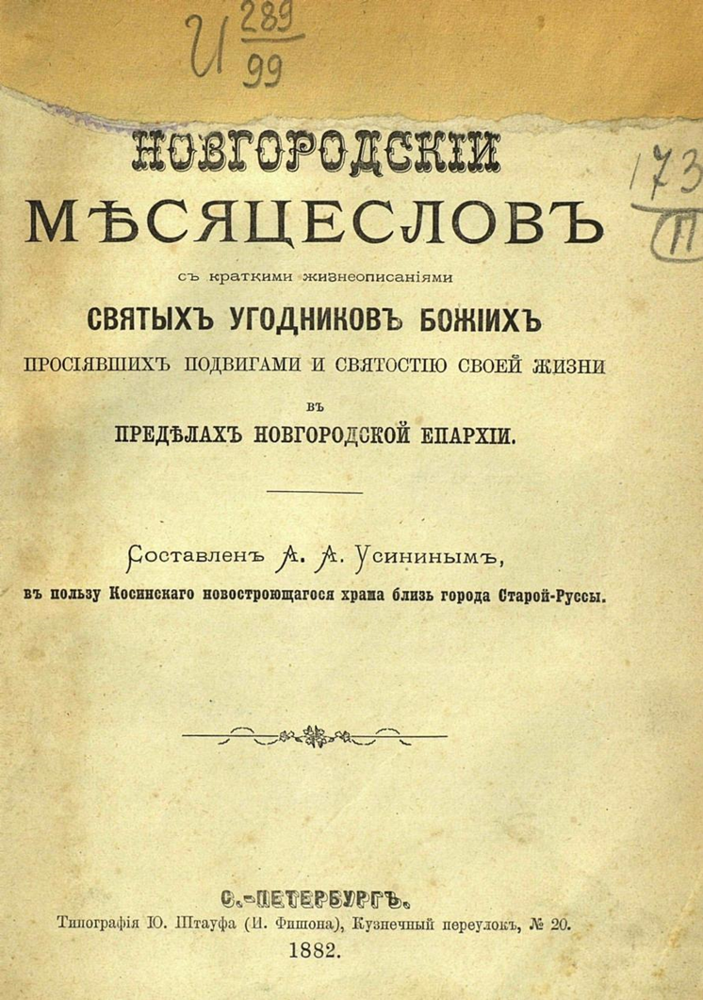 И 289
99
173
П
НОВГОРОДСКІЙ
МѢСЯЦЕСЛОВЪ
съ краткими жизнеописаніями
СВЯТЫХЪ УГОДНИКОВЪ БОЖІИХЪ
ПРОСІЯВШИХЪ ПОДВИГАМИ И СВЯТОСТІЮ СВОЕЙ ЖИЗНИ
въ
ПРЕДѢЛАХЪ НОВГОРОДСКОЙ ЕПАРХІИ.
Составленъ А. А. Усининымъ,
въ пользу Косинскаго новостроющагося храма близь города Старой-Руссы.
С.-ПЕТЕРБУРГЪ.
Типографія Ю. Штауфа (И. Фишона), Кузнечный переулокъ, № 20.
1882.